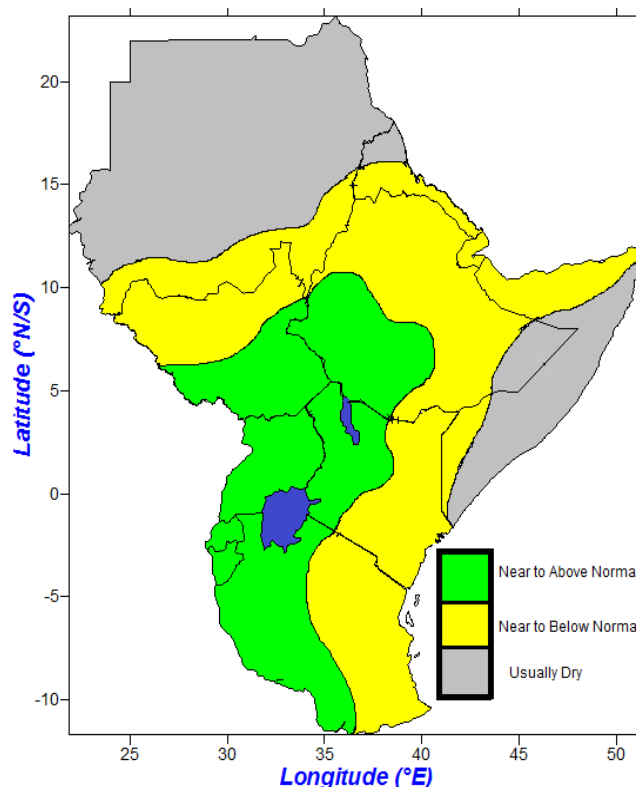 20
15
10
5
0
-5
-10
Latitude (°N/S)
Near to Above Norma
Near to Below Norma
Usually Dry
25
30
35
40
45
50
Longitude (°E)